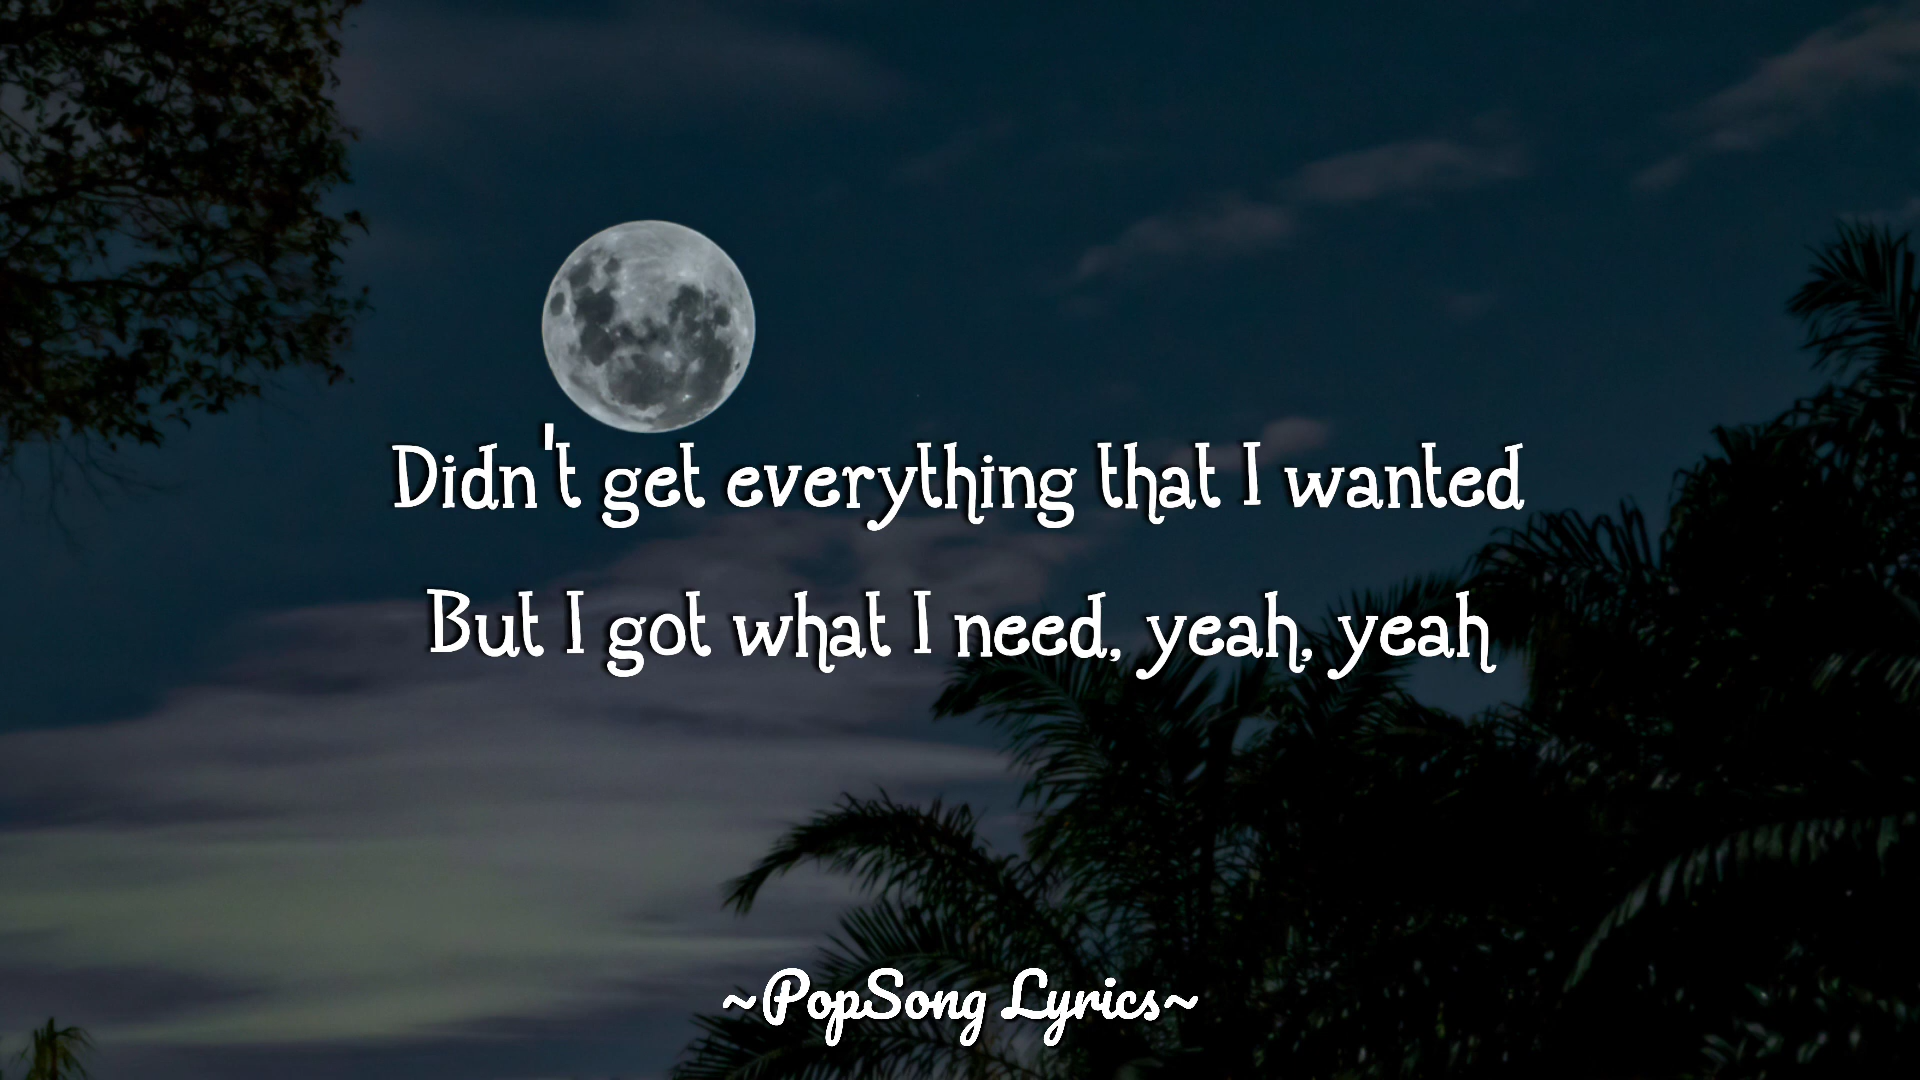 Didn't get everything that I wanted
But I got what I need, yeah, yeah
~PopSong Lyrics~